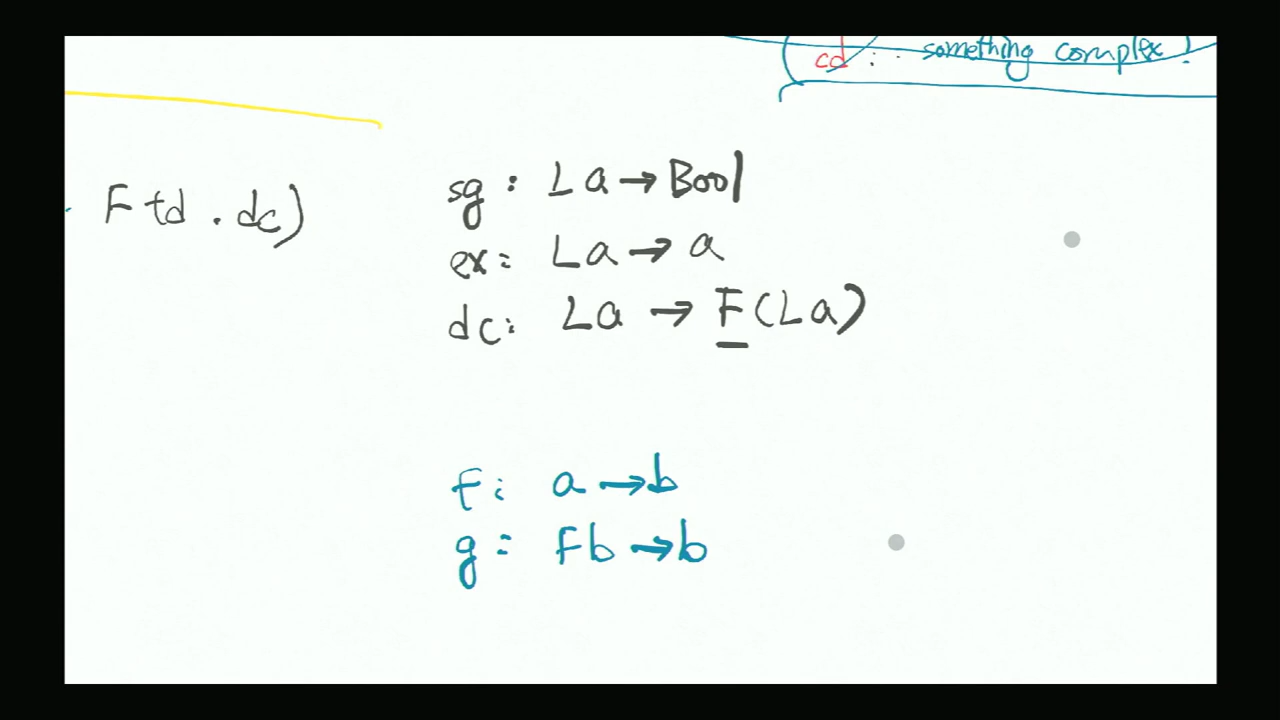 cd : something complex!
F td . dc)
sg : La → Bool
ex : La → a
dc : La → F(La)
f : a → b
g : Fb → b